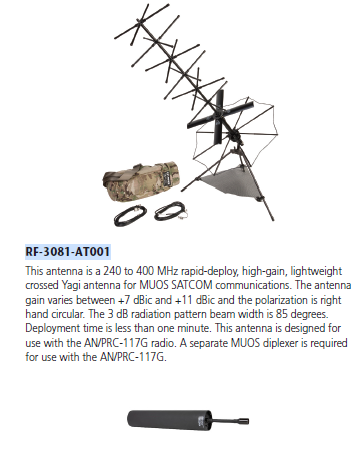 RF-3081-AT001
This antenna is a 240 to 400 MHz rapid-deploy, high-gain, lightweight
crossed Yagi antenna for MUOS SATCOM communications. The antenna
gain varies between +7 dBic and +11 dBic and the polarization is right
hand circular. The 3 dB radiation pattern beam width is 85 degrees.
Deployment time is less than one minute. This antenna is designed for
use with the AN/PRC-117G radio. A separate MUOS diplexer is required
for use with the AN/PRC-117G.